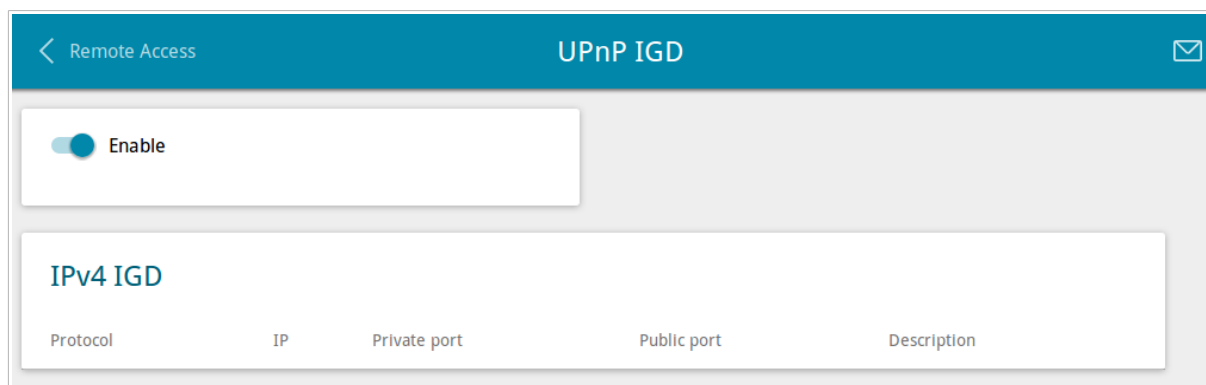 Remote Access UPnP IGD
Enable
IPv4 IGD
Protocol IP Private port Public port Description